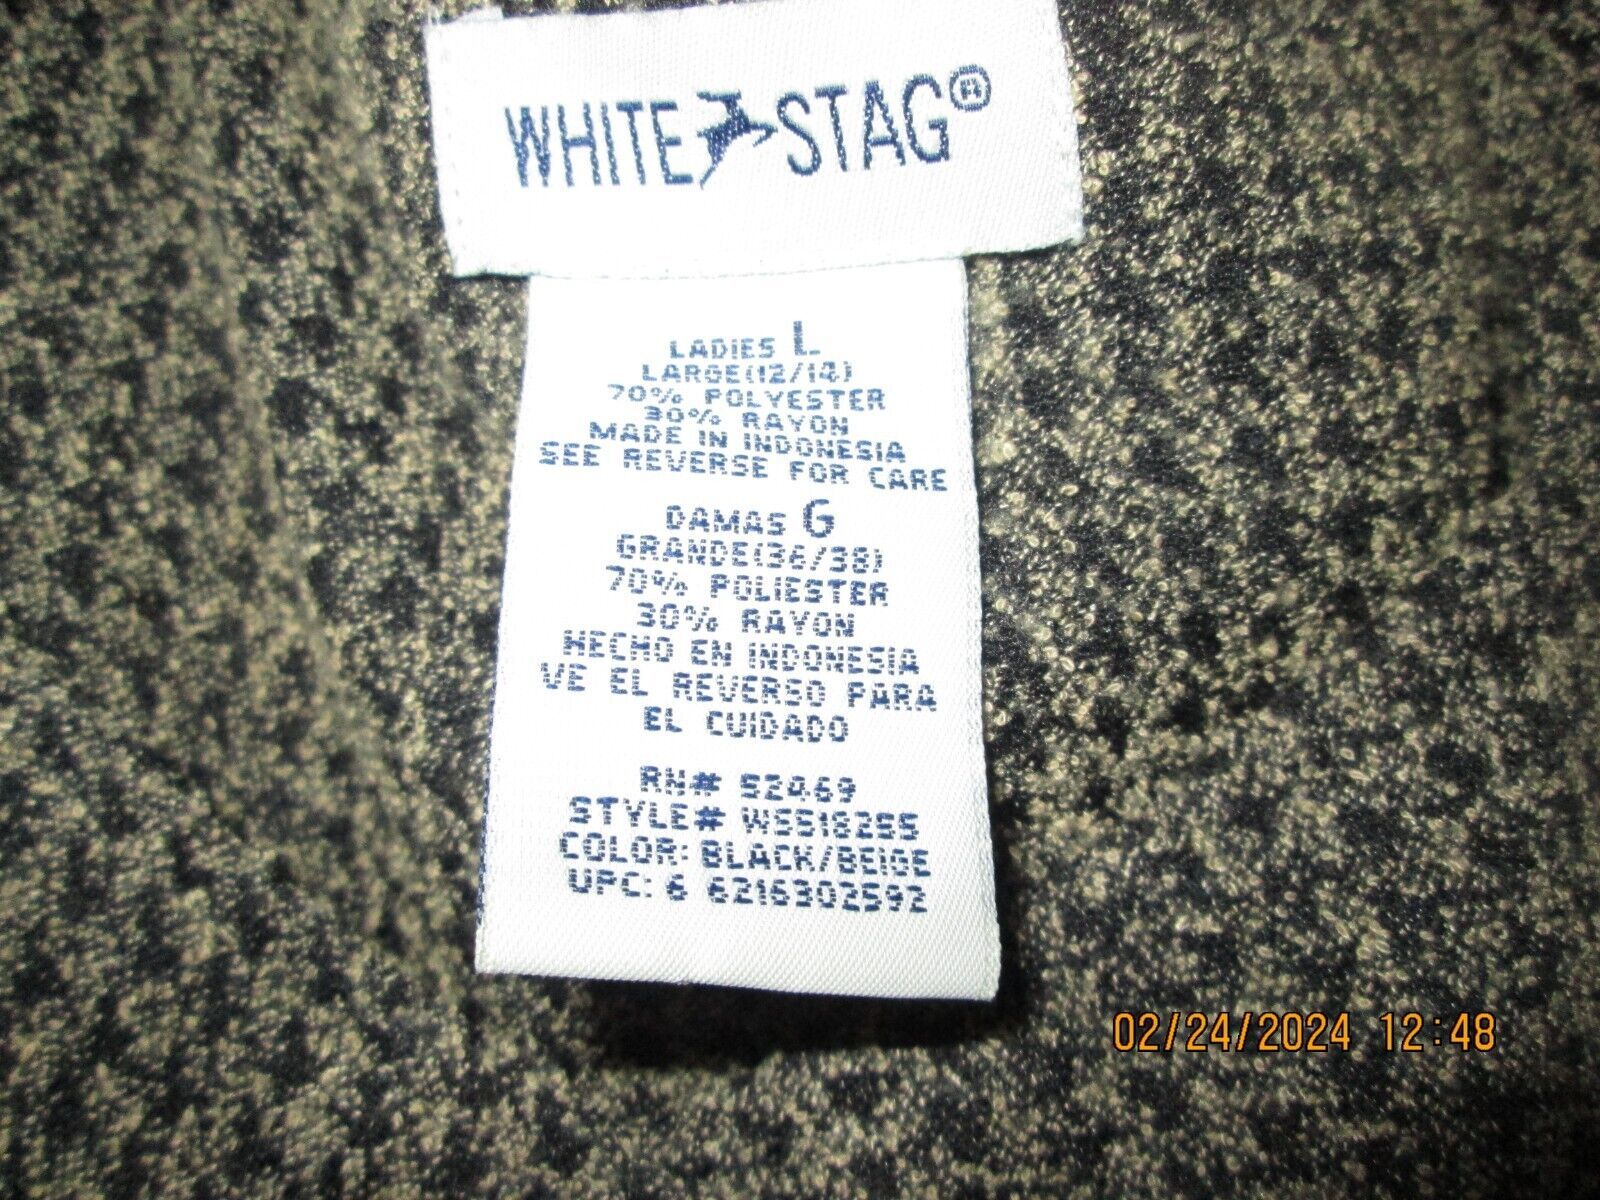 WHITE STAG®
LADIES L
LARGE(12/14)
70% POLYESTER
30% RAYON
MADE IN INDONESIA
SEE REVERSE FOR CARE
DAMAS G
GRANDE(36/38)
70% POLIESTER
30% RAYON
HECHO EN INDONESIA
VE EL REVERSO PARA
EL CUIDADO
RN# 52469
STYLE# WSS18255
COLOR: BLACK/BEIGE
UPC: 6 6216302592
02/24/2024 12:48